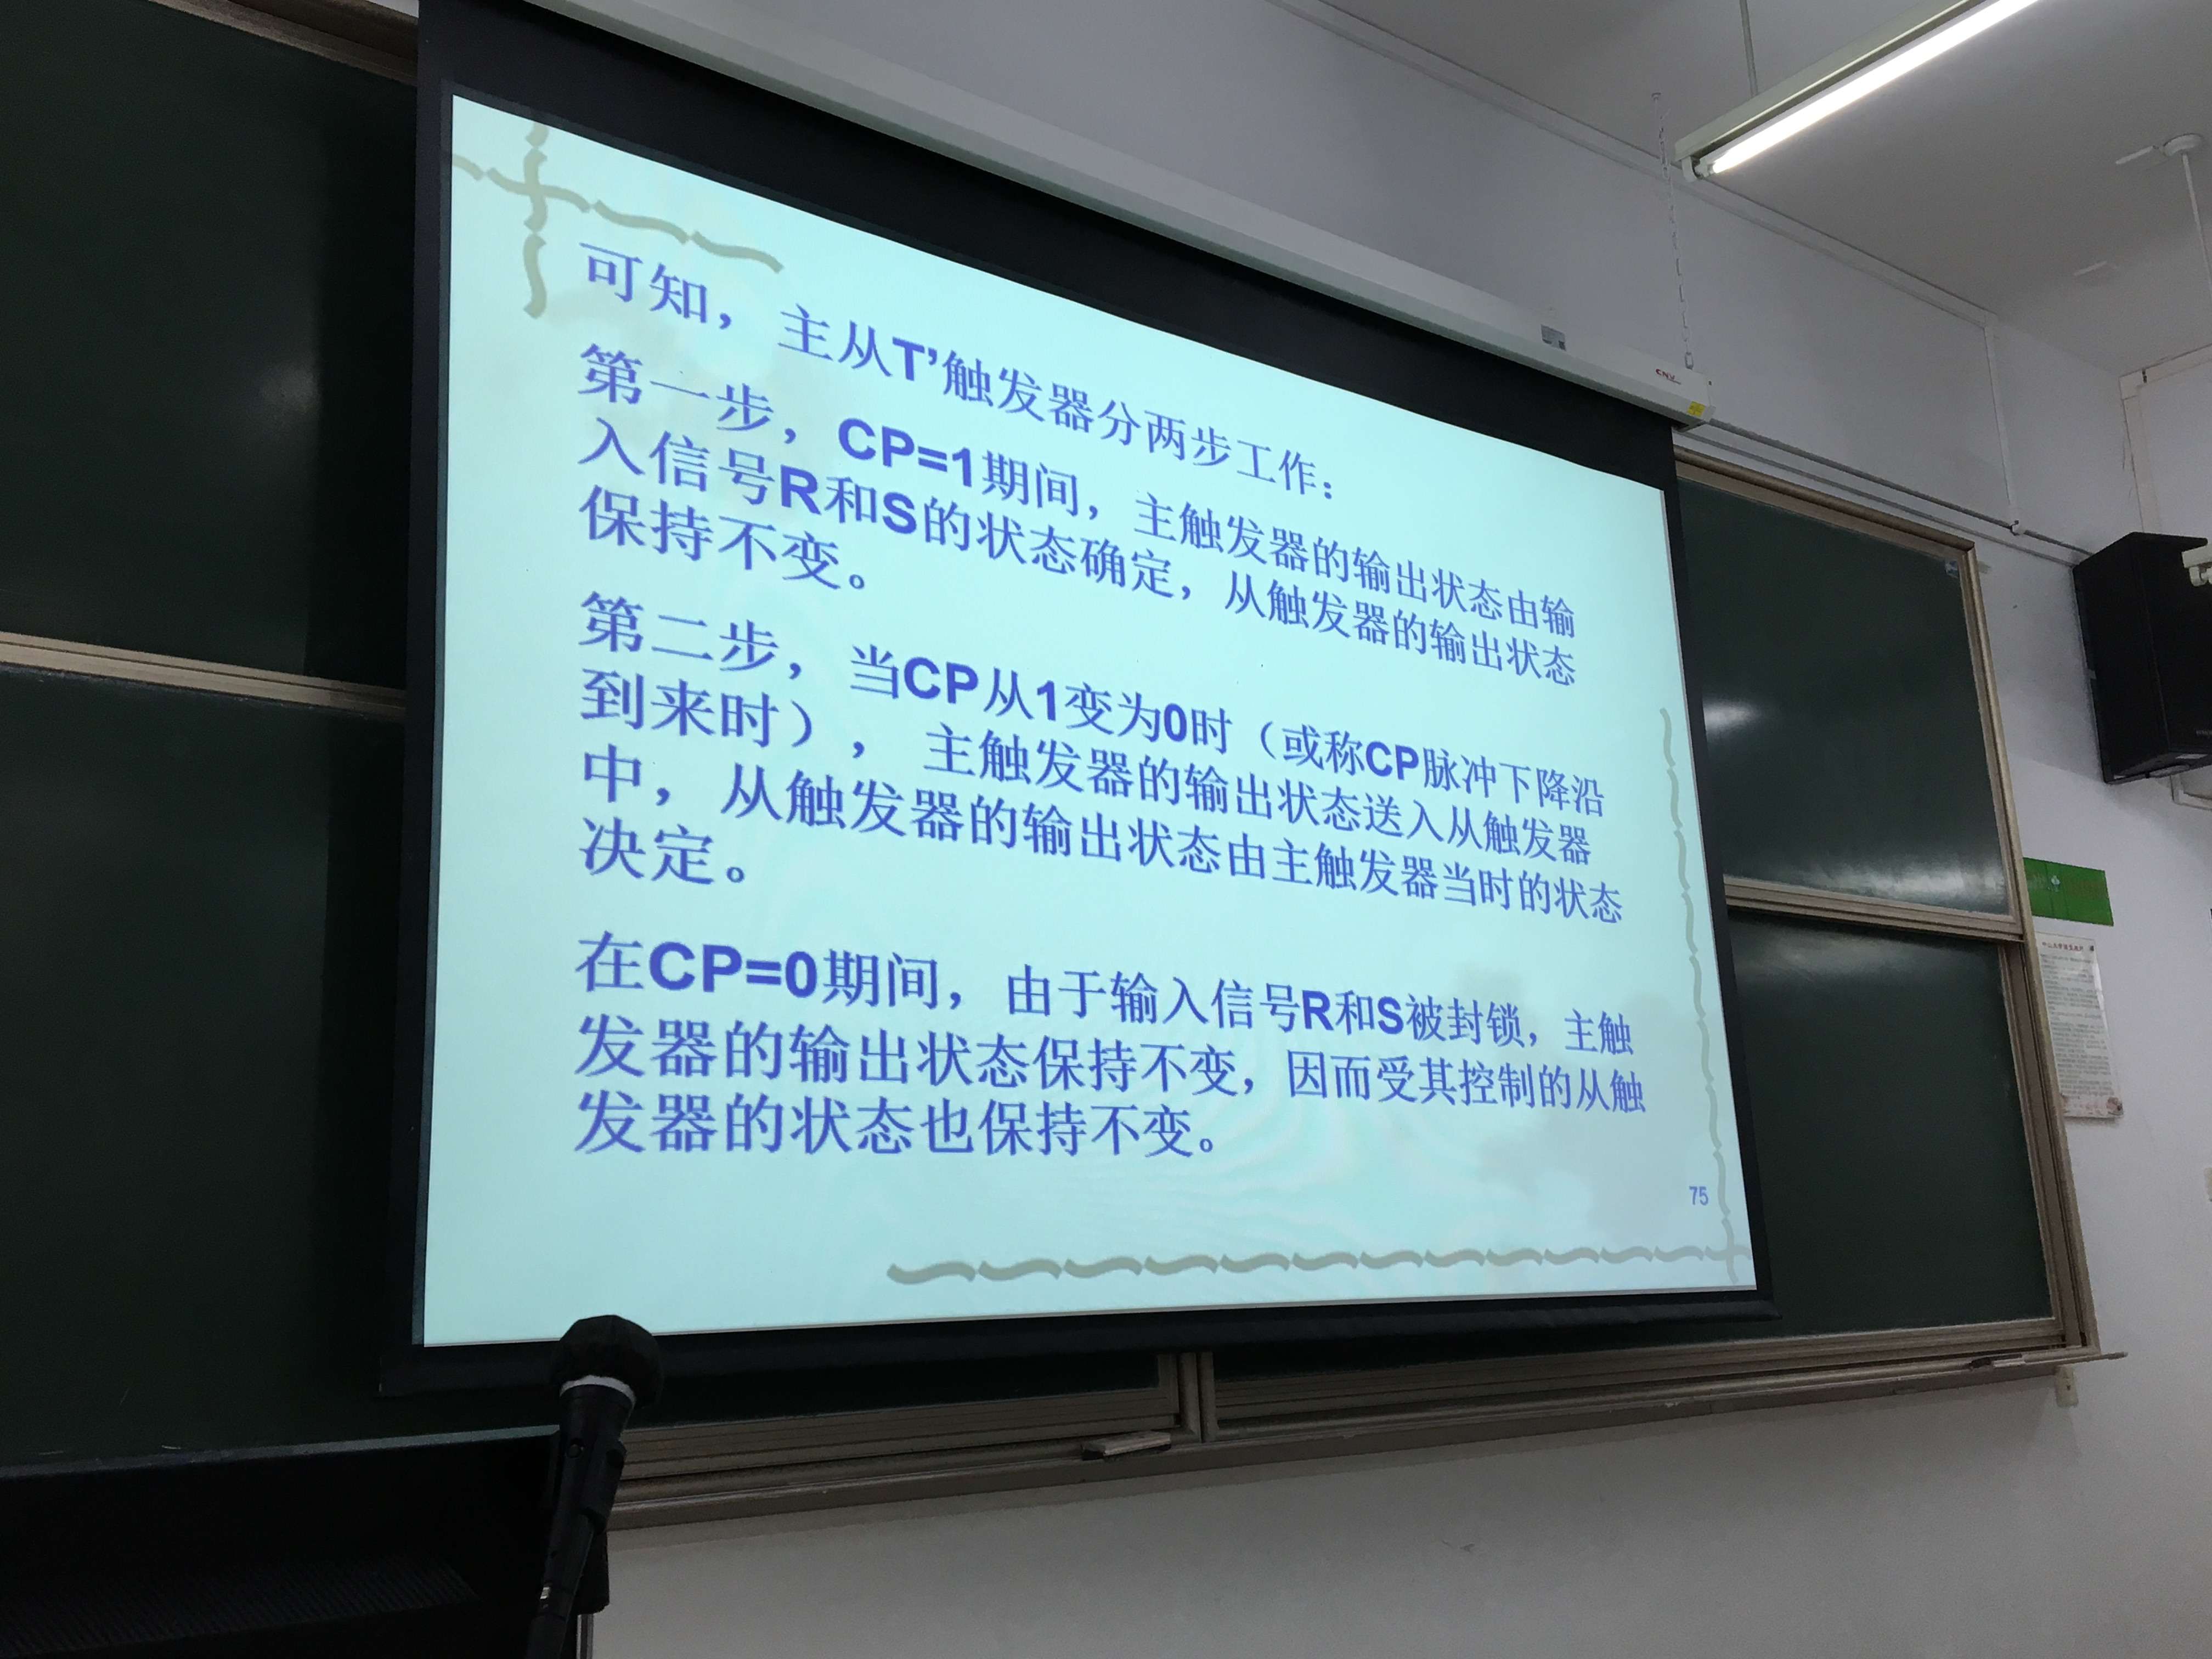 可知，主从T’触发器分两步工作：
第一步，CP=1期间，主触发器的输出状态由输
入信号R和S的状态确定，从触发器的输出状态
保持不变。
第二步，当CP从1变为0时（或称CP脉冲下降沿
到来时），主触发器的输出状态送入从触发器
中，从触发器的输出状态由主触发器当时的状态
决定。
在CP=0期间，由于输入信号R和S被封锁，主触
发器的输出状态保持不变，因而受其控制的从触
发器的状态也保持不变。
75